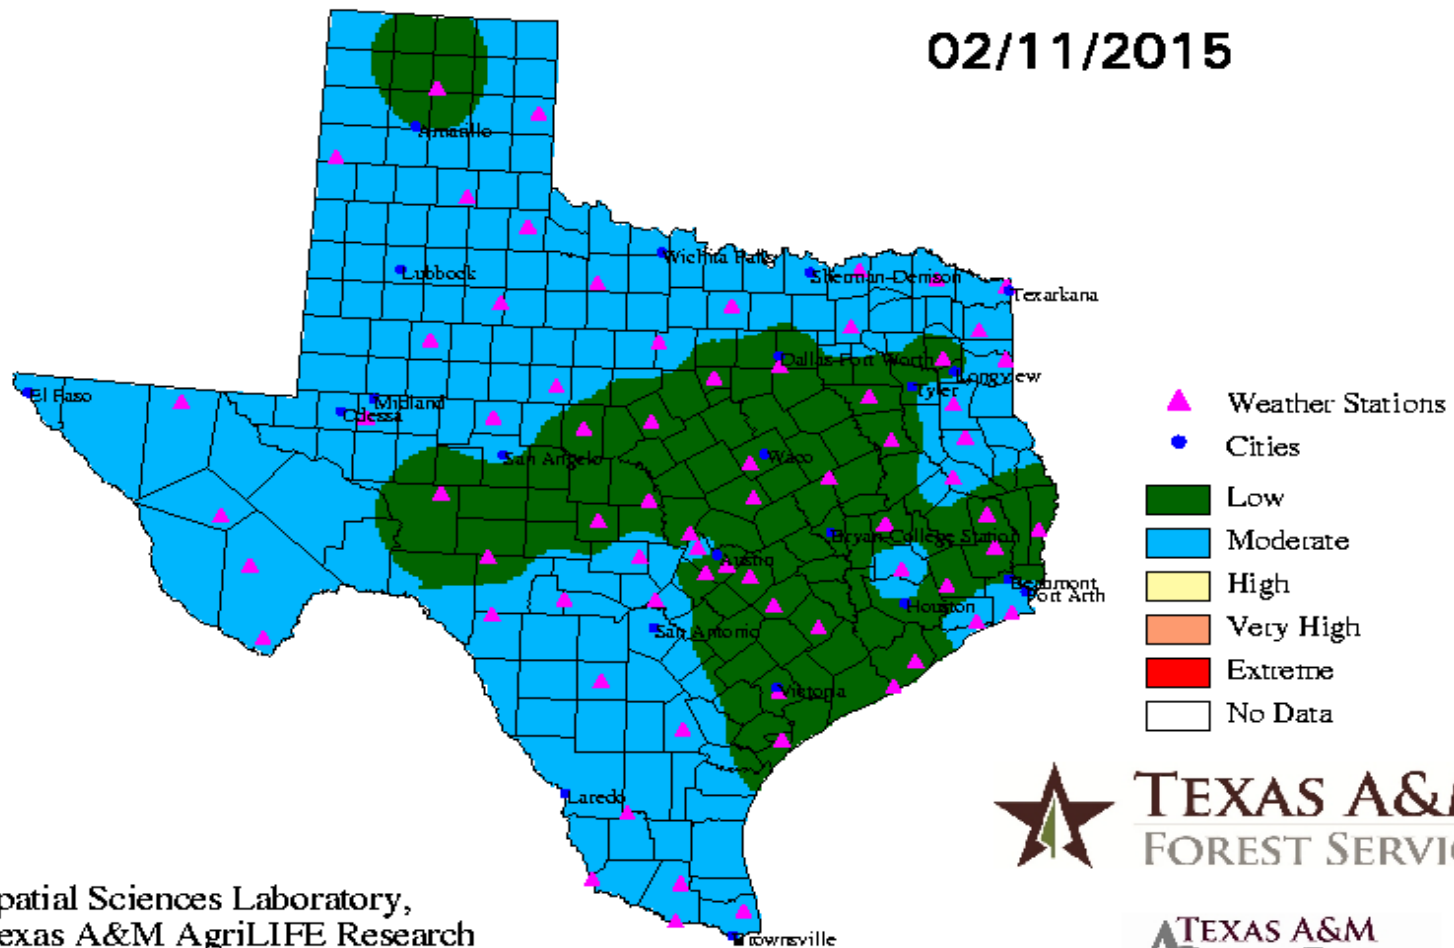 02/11/2015
Amarillo
Wichita Falls
Lubbock
Sherman-Denison
Texarkana
Dallas-Fort Worth
Longview
Tyler
El Paso
Midland
Odessa
Weather Stations
Cities
San Angelo
Waco
Low
Bryan-College Station
Moderate
Austin
Beaumont
Port Arth
High
Houston
Very High
San Antonio
Extreme
Victoria
No Data
Laredo
TEXAS A&M
FOREST SERVIC
patial Sciences Laboratory,
exas A&M AgriLIFE Research
TEXAS A&M
Brownsville